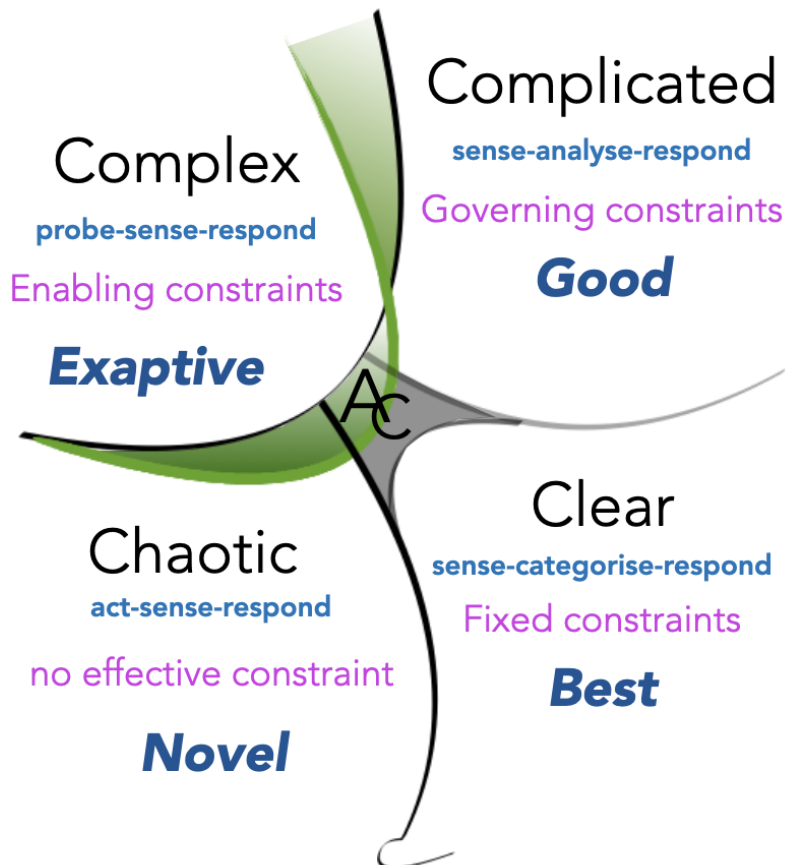 Complex
probe-sense-respond
Enabling constraints
Exaptive
Complicated
sense-analyse-respond
Governing constraints
Good
A
C
Chaotic
act-sense-respond
no effective constraint
Novel
Clear
sense-categorise-respond
Fixed constraints
Best